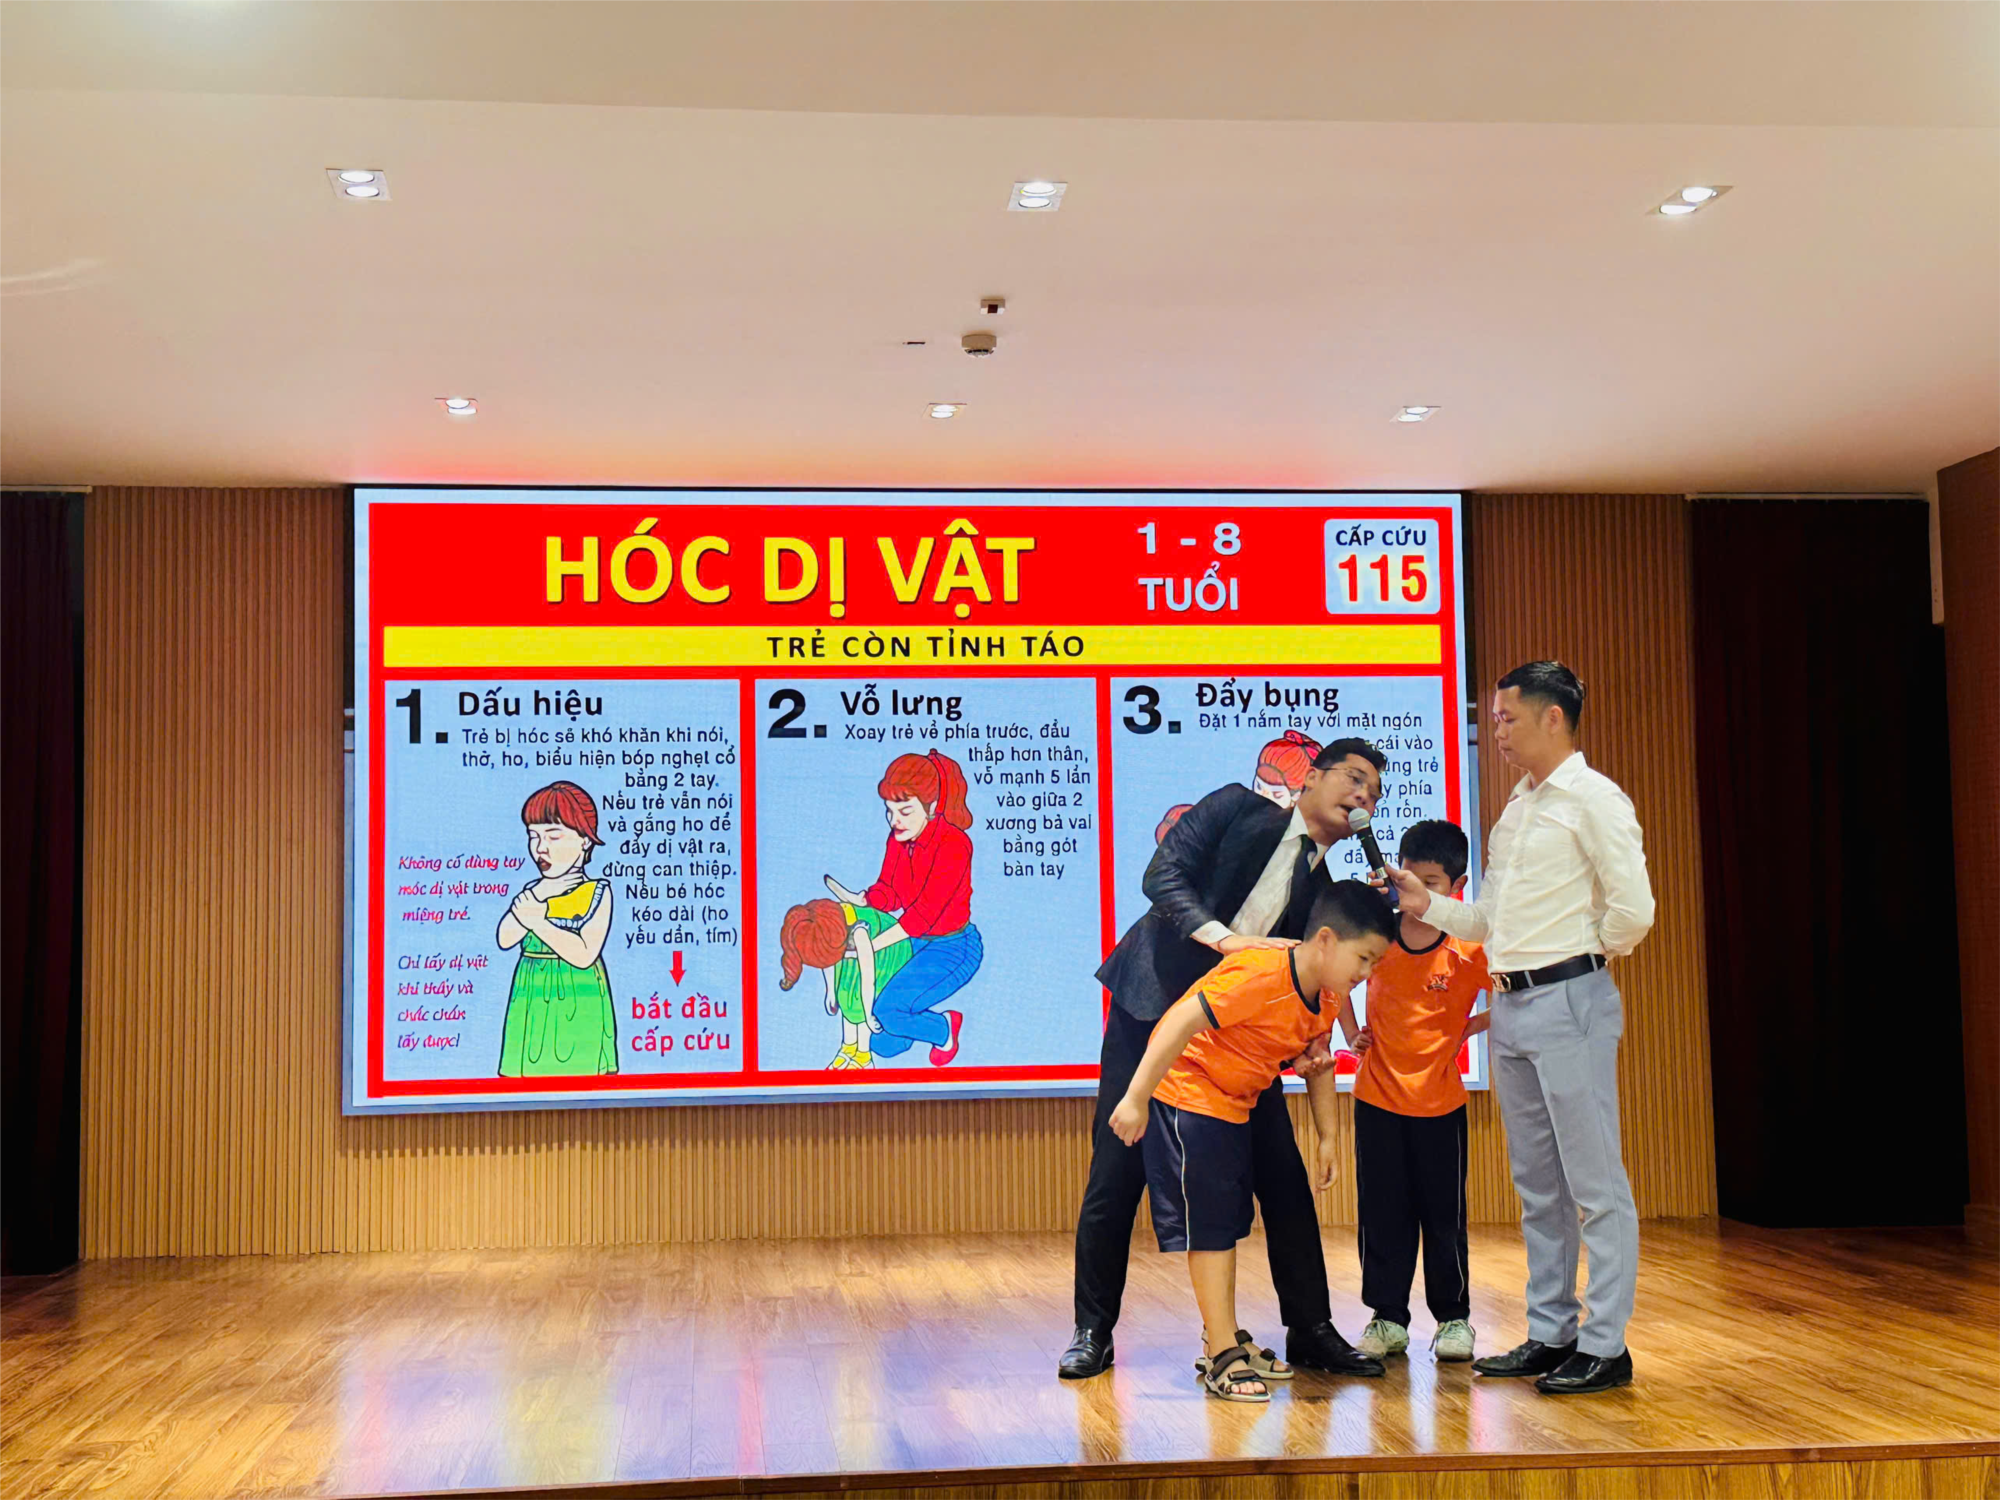 HÓC DỊ VẬT
1 - 8
TUỔI
CẤP CỨU
115
TRẺ CÒN TỈNH TÁO
1. Dấu hiệu
Trẻ bị hóc sẽ khó khăn khi nói,
thở, ho, biểu hiện bóp nghẹt cổ
bằng 2 tay.
Nếu trẻ vẫn nói
và gắng ho để
đẩy dị vật ra,
đừng can thiệp.
Nếu bé hóc
kéo dài (ho
yếu dần, tím)
bắt đầu
cấp cứu
Không cố dùng tay
móc dị vật trong
miệng trẻ.
Chỉ lấy dị vật
khi thấy và
chắc chắn
lấy được!
2. Vỗ lưng
Xoay trẻ về phía trước, đầu
thấp hơn thân,
vỗ mạnh 5 lần
vào giữa 2
xương bả vai
bằng gót
bàn tay
3. Đẩy bụng
Đặt 1 nắm tay với mặt ngón
cái vào
trẻ
phía
rốn.
cả